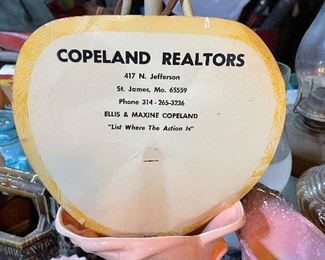 COPELAND REALTORS
417 N. Jefferson
St. James, Mo. 65559
Phone 314-265-3236
ELLIS & MAXINE COPELAND
"List Where The Action Is"